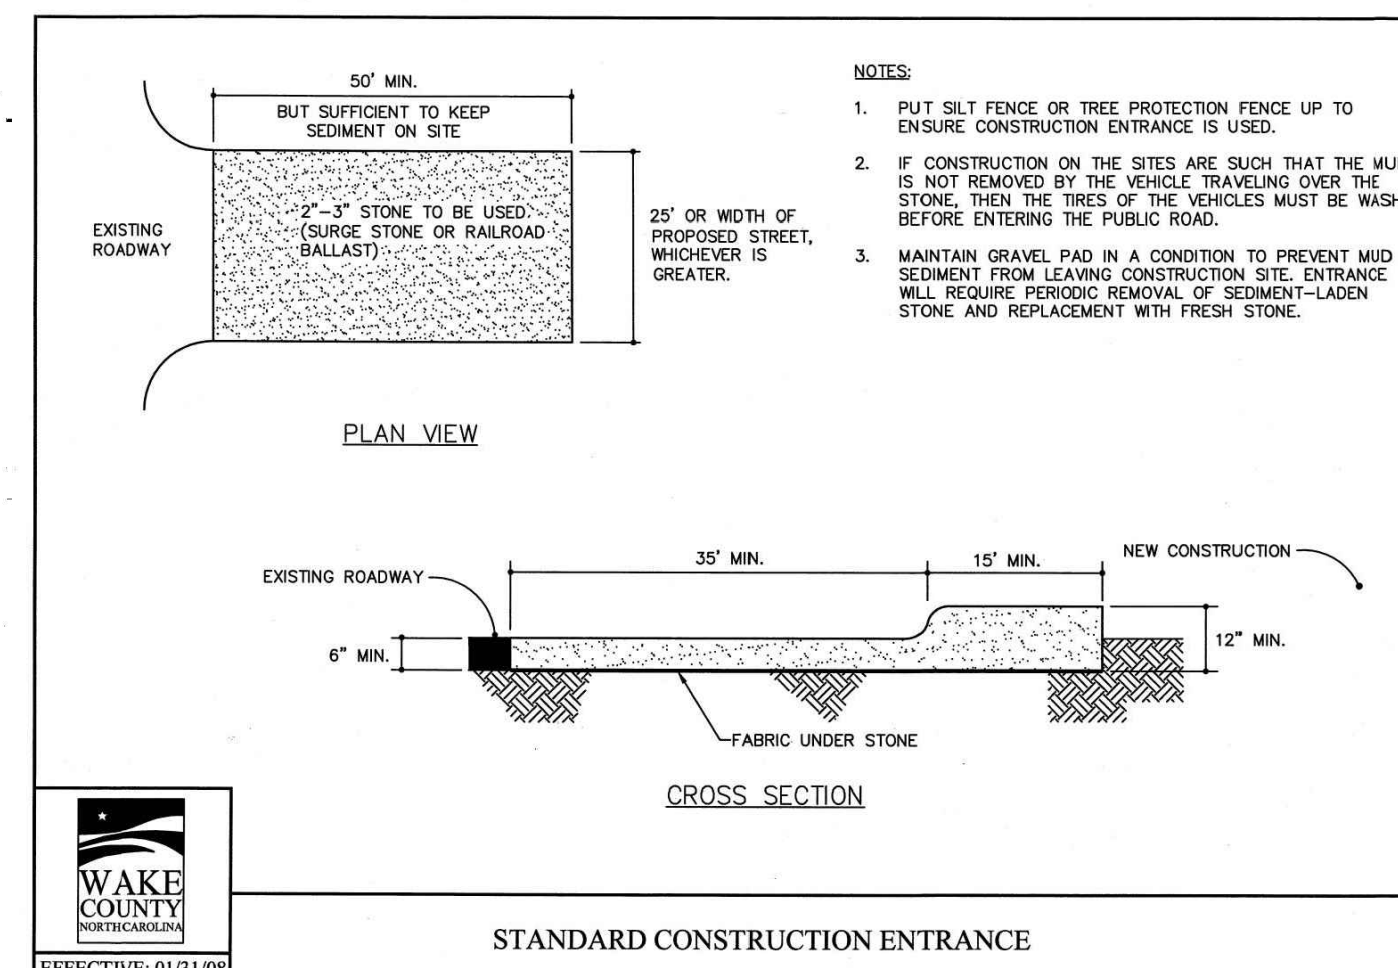 50' MIN.
BUT SUFFICIENT TO KEEP
SEDIMENT ON SITE
EXISTING
ROADWAY
2"-3" STONE TO BE USED.
(SURGE STONE OR RAILROAD
BALLAST)
25' OR WIDTH OF
PROPOSED STREET,
WHICHEVER IS
GREATER.
PLAN VIEW
NOTES:
1. PUT SILT FENCE OR TREE PROTECTION FENCE UP TO
ENSURE CONSTRUCTION ENTRANCE IS USED.
2. IF CONSTRUCTION ON THE SITES ARE SUCH THAT THE MU
IS NOT REMOVED BY THE VEHICLE TRAVELING OVER THE
STONE, THEN THE TIRES OF THE VEHICLES MUST BE WASH
BEFORE ENTERING THE PUBLIC ROAD.
3. MAINTAIN GRAVEL PAD IN A CONDITION TO PREVENT MUD
SEDIMENT FROM LEAVING CONSTRUCTION SITE. ENTRANCE
WILL REQUIRE PERIODIC REMOVAL OF SEDIMENT-LADEN
STONE AND REPLACEMENT WITH FRESH STONE.
EXISTING ROADWAY
35' MIN.
15' MIN.
NEW CONSTRUCTION
6" MIN.
12" MIN.
FABRIC UNDER STONE
CROSS SECTION
WAKE
COUNTY
NORTH CAROLINA
STANDARD CONSTRUCTION ENTRANCE
EFFECTIVE: 01/31/08